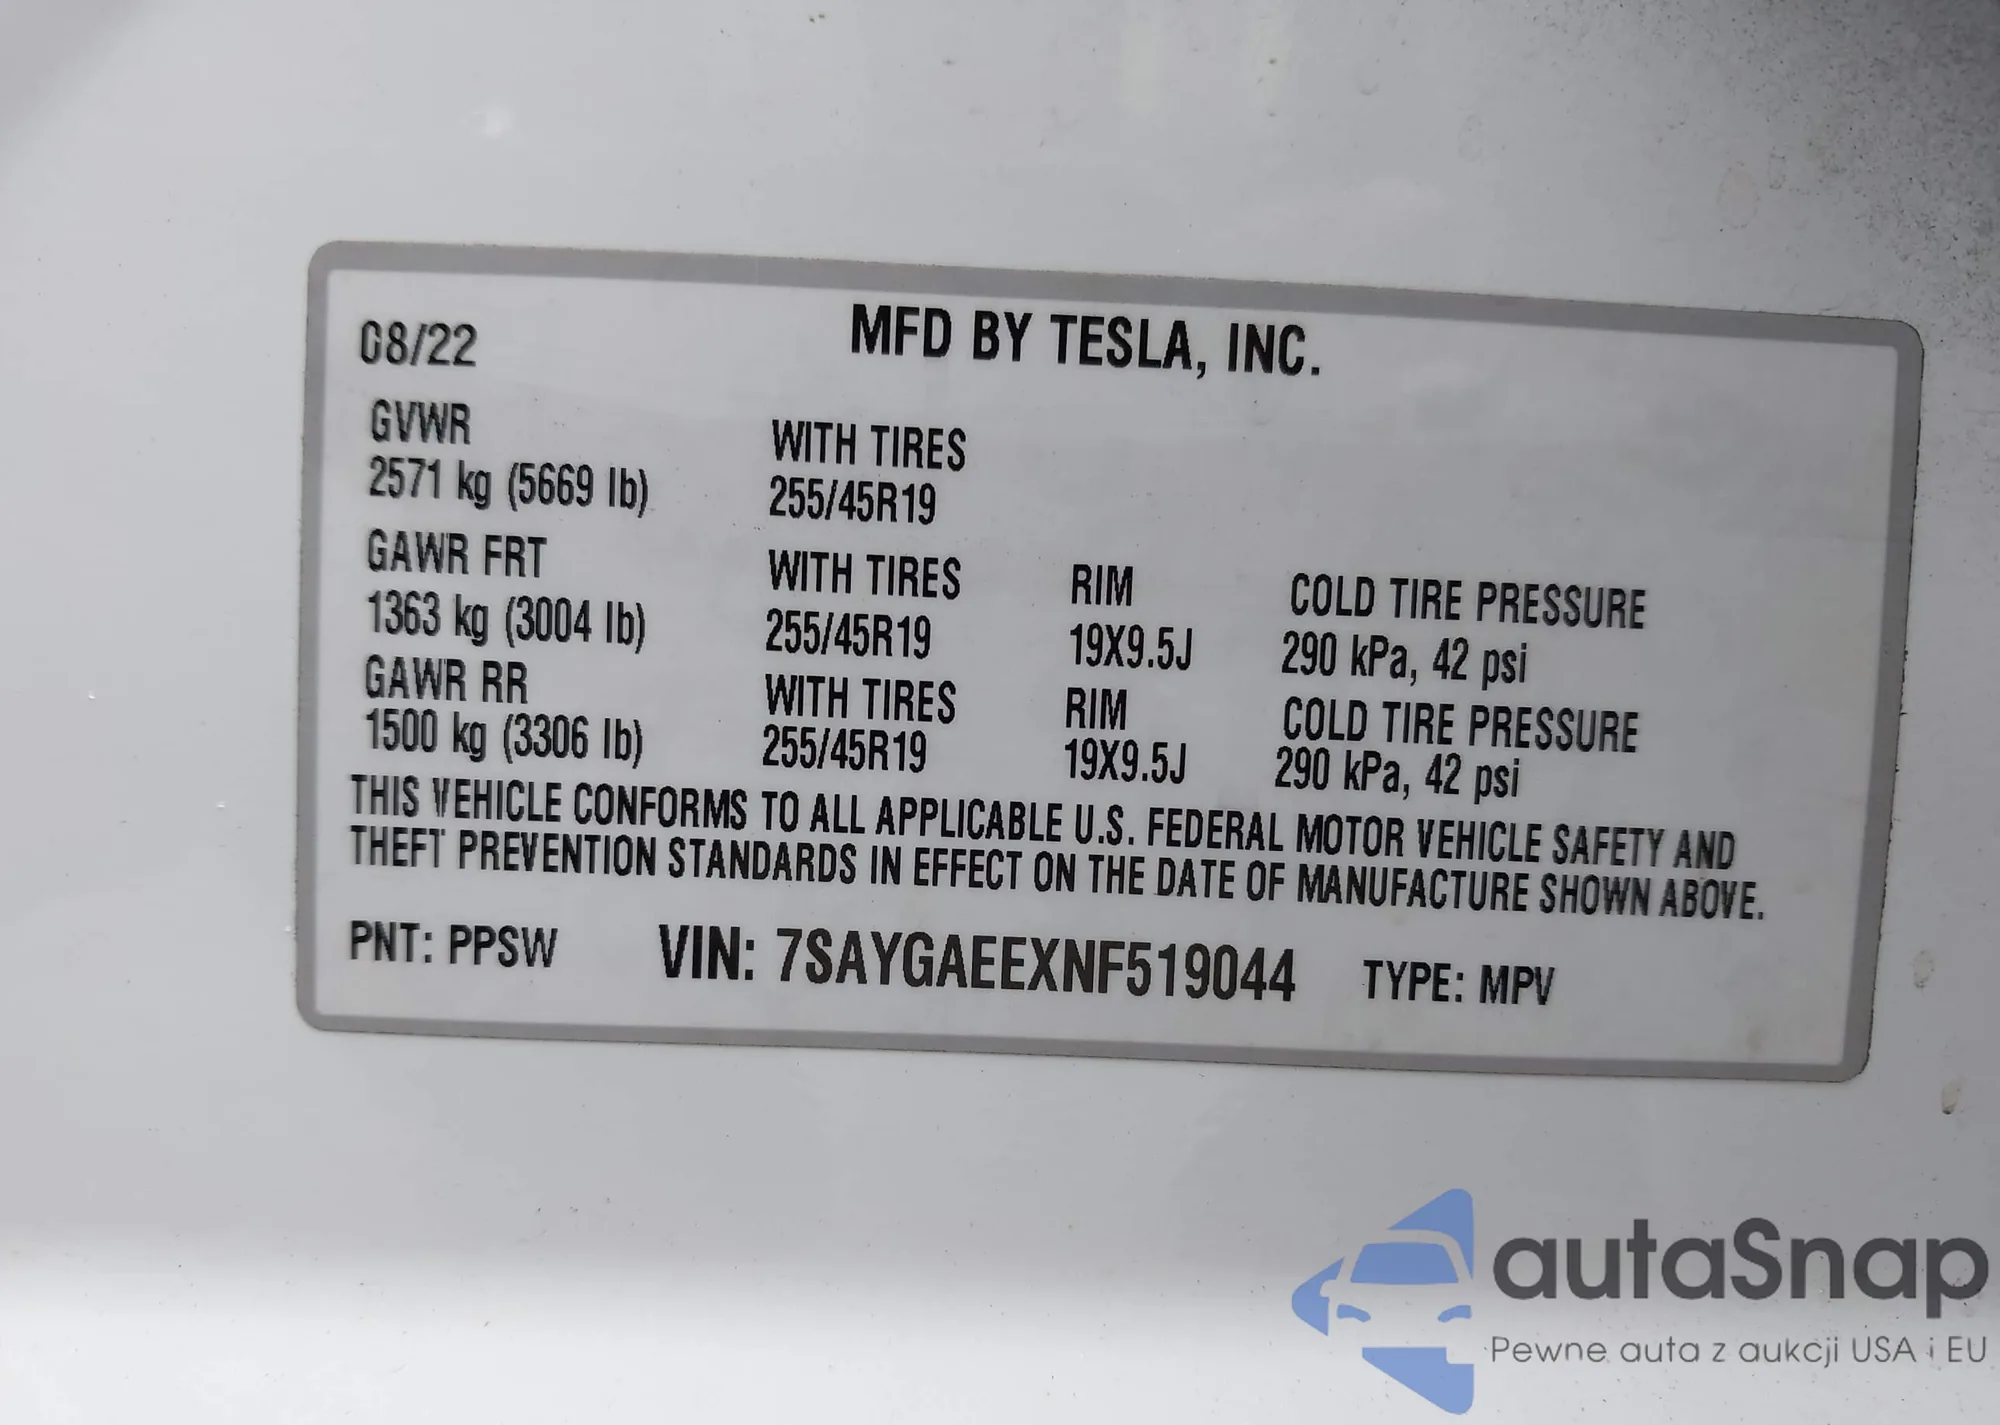 08/22 MFD BY TESLA, INC.
GVWR WITH TIRES
2571 kg (5669 lb) 255/45R19
GAWR FRT WITH TIRES RIM COLD TIRE PRESSURE
1363 kg (3004 lb) 255/45R19 19X9.5J 290 kPa, 42 psi
GAWR RR WITH TIRES RIM COLD TIRE PRESSURE
1500 kg (3306 lb) 255/45R19 19X9.5J 290 kPa, 42 psi
THIS VEHICLE CONFORMS TO ALL APPLICABLE U.S. FEDERAL MOTOR VEHICLE SAFETY AND
THEFT PREVENTION STANDARDS IN EFFECT ON THE DATE OF MANUFACTURE SHOWN ABOVE.
PNT: PPSW VIN: 7SAYGAEEXNF519044 TYPE: MPV
autaSnap
Pewne auta z aukcji USA i EU